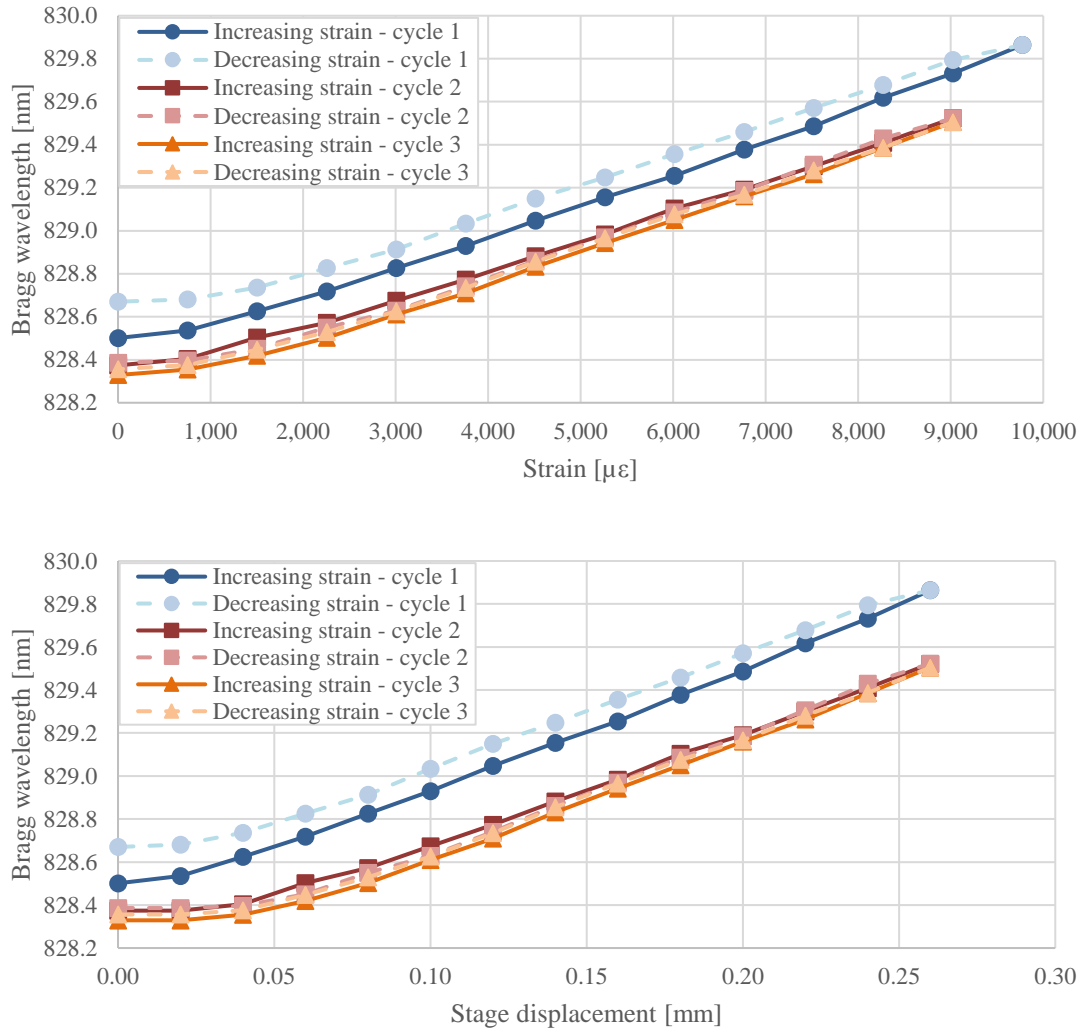 830.0
829.8
829.6
829.4
829.2
829.0
828.8
828.6
828.4
828.2
Bragg wavelength [nm]
Increasing strain - cycle 1
Decreasing strain - cycle 1
Increasing strain - cycle 2
Decreasing strain - cycle 2
Increasing strain - cycle 3
Decreasing strain - cycle 3
0 1,000 2,000 3,000 4,000 5,000 6,000 7,000 8,000 9,000 10,000
Strain [µε]
830.0
829.8
829.6
829.4
829.2
829.0
828.8
828.6
828.4
828.2
Bragg wavelength [nm]
Increasing strain - cycle 1
Decreasing strain - cycle 1
Increasing strain - cycle 2
Decreasing strain - cycle 2
Increasing strain - cycle 3
Decreasing strain - cycle 3
0.00 0.05 0.10 0.15 0.20 0.25 0.30
Stage displacement [mm]